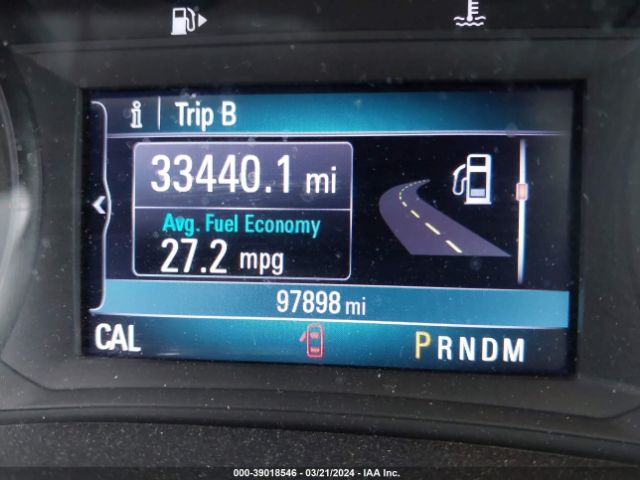 i | Trip B
33440.1 mi
Avg. Fuel Economy
27.2 mpg
97898 mi
CAL PRNDM
000-39018546 - 03/21/2024 - IAA Inc.